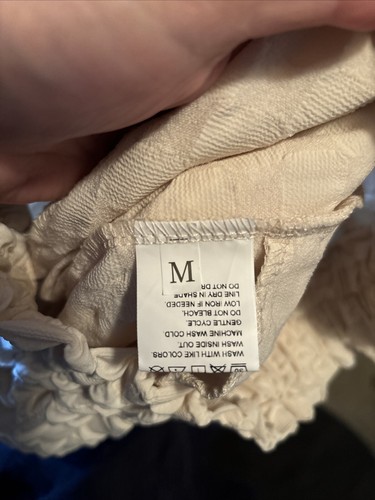 M
WASH WITH LIKE COLORS
WASH INSIDE OUT.
MACHINE WASH COLD
GENTLE CYCLE.
DO NOT BLEACH.
LOW IRON IF NEEDED.
LINE DRY IN SHADE
DO NOT DR